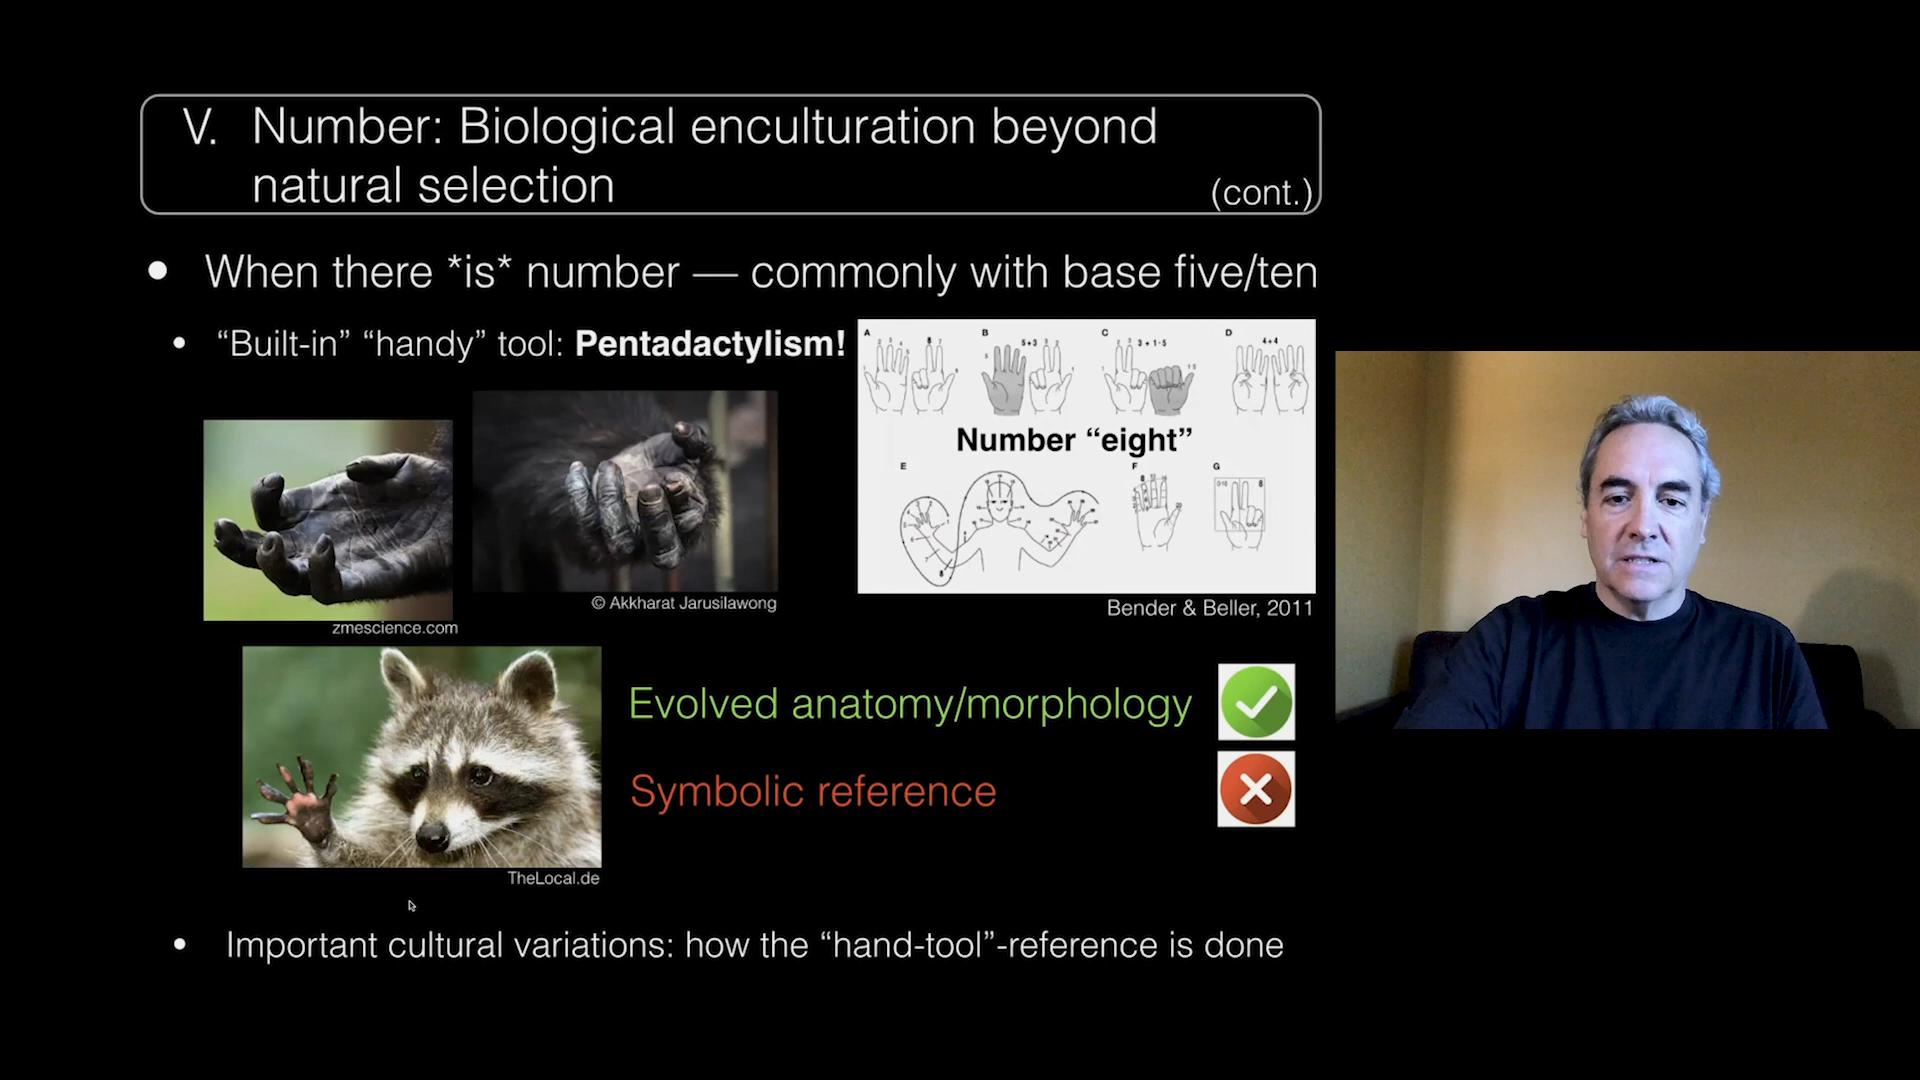 V. Number: Biological enculturation beyond
natural selection
(cont.)
• When there *is* number — commonly with base five/ten
• “Built-in” “handy” tool: Pentadactylism!
A B C D
5+3 3 + 1·5 4+4
Number “eight”
E F G
8
© Akkharat Jarusilawong
Bender & Beller, 2011
zmescience.com
Evolved anatomy/morphology
Symbolic reference
TheLocal.de
• Important cultural variations: how the “hand-tool”-reference is done